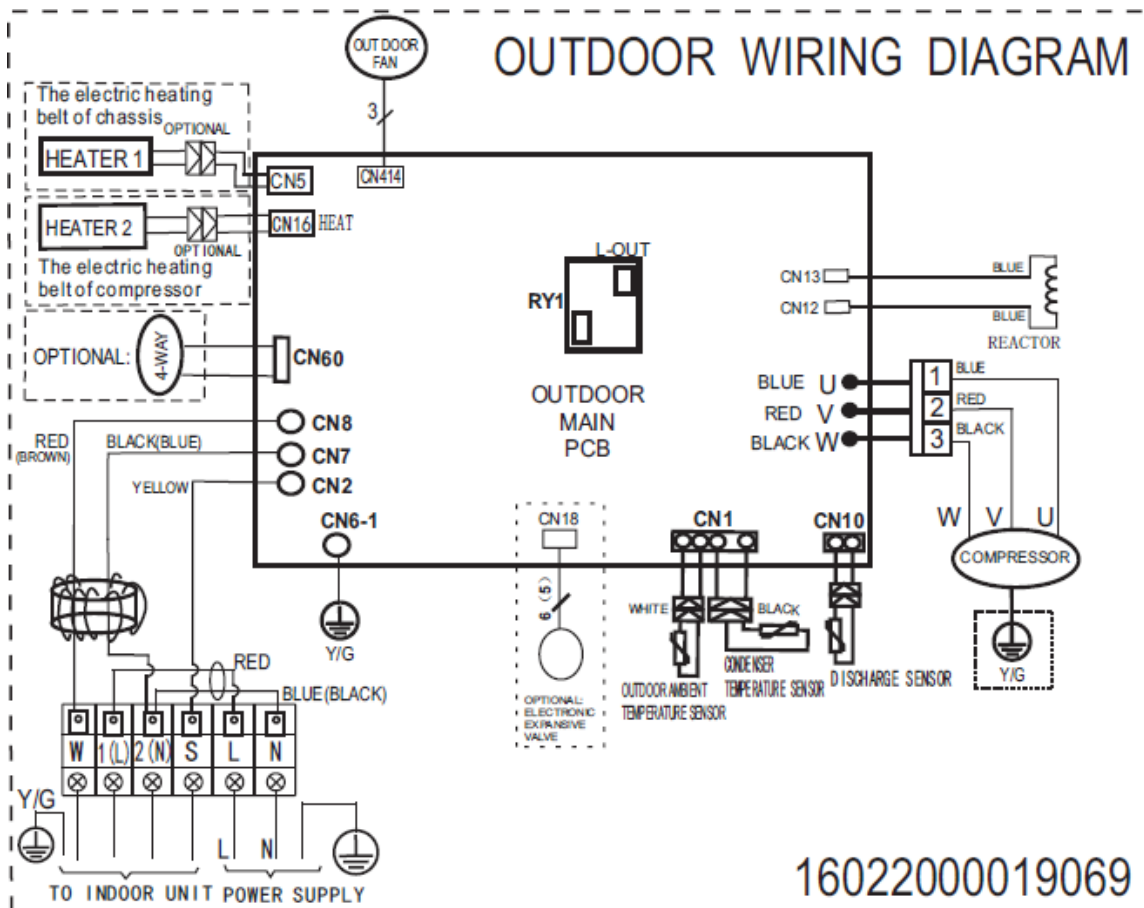 OUTDOOR WIRING DIAGRAM
OUTDOOR
FAN
3
The electric heating
belt of chassis
OPTIONAL
HEATER 1
CN5
CN414
HEATER 2
CN16 HEAT
OPTIONAL
The electric heating
belt of compressor
L-OUT
RY1
CN13
BLUE
CN12
BLUE
REACTOR
OPTIONAL:
4-WAY
CN60
OUTDOOR
MAIN
PCB
BLUE U
RED V
BLACK W
1
2
3
BLUE
RED
BLACK
RED
(BROWN)
BLACK(BLUE)
YELLOW
CN8
CN7
CN2
CN6-1
Y/G
CN18
6 (5)
OPTIONAL:
ELECTRONIC
EXPANSIVE
VALVE
CN1
CN10
WHITE
BLACK
OUTDOOR AMBIENT
TEMPERATURE SENSOR
CONDENSER
TEMPERATURE SENSOR
DISCHARGE SENSOR
W V U
COMPRESSOR
Y/G
RED
BLUE(BLACK)
W 1(L) 2(N) S L N
Y/G
L N
TO INDOOR UNIT POWER SUPPLY
16022000019069